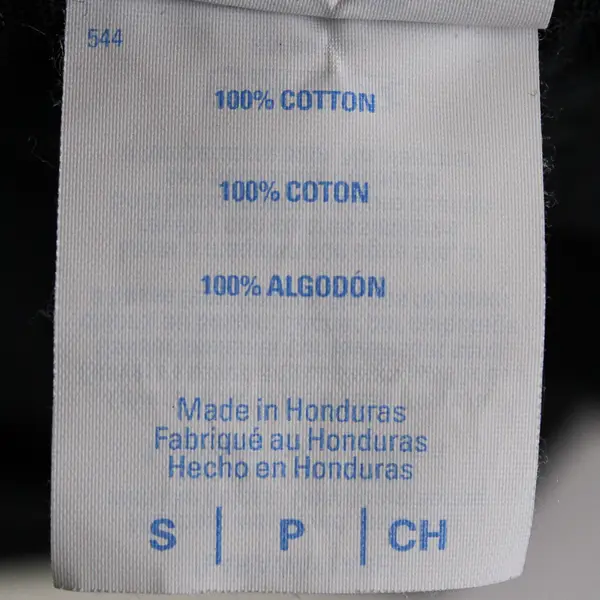 544
100% COTTON
100% COTON
100% ALGODÓN
Made in Honduras
Fabriqué au Honduras
Hecho en Honduras
S | P | CH